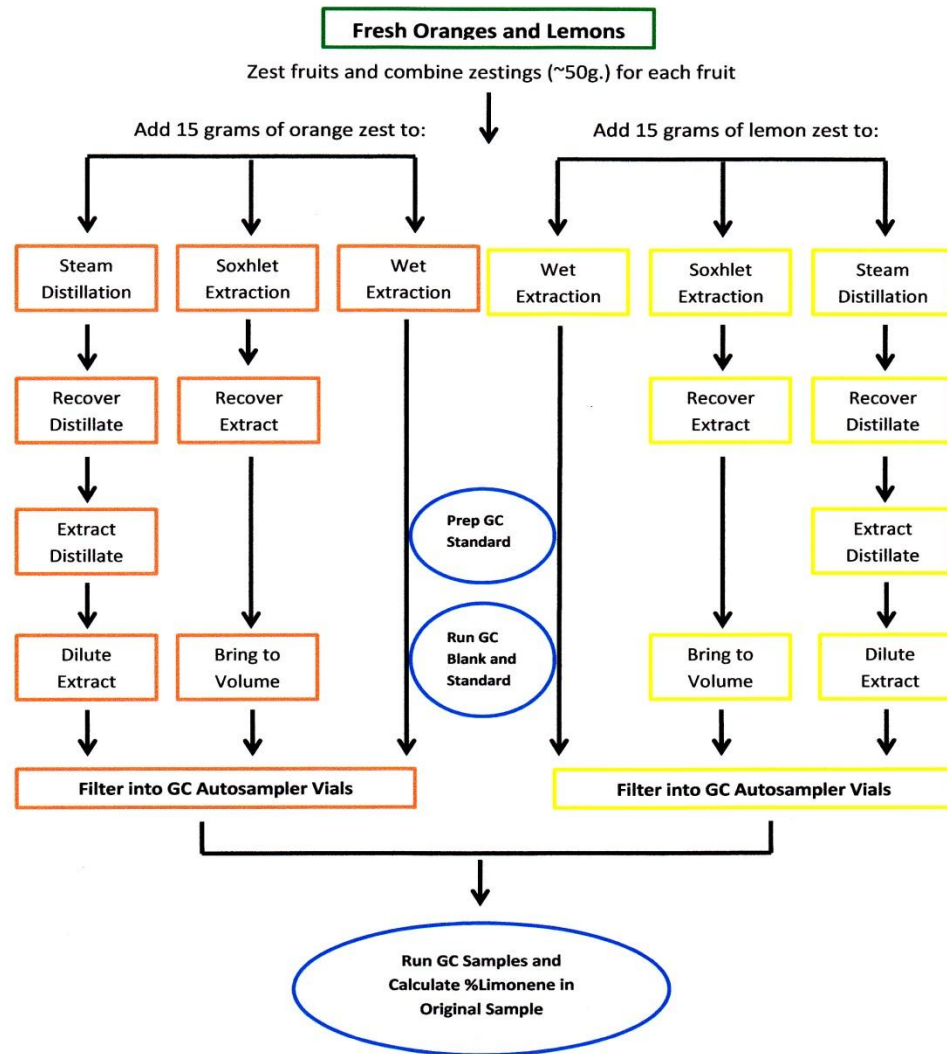 Fresh Oranges and Lemons
Zest fruits and combine zestings (~50g.) for each fruit
Add 15 grams of orange zest to:
Add 15 grams of lemon zest to:
Steam
Distillation
Soxhlet
Extraction
Wet
Extraction
Wet
Extraction
Soxhlet
Extraction
Steam
Distillation
Recover
Distillate
Recover
Extract
Recover
Extract
Recover
Distillate
Extract
Distillate
Prep GC
Standard
Extract
Distillate
Dilute
Extract
Bring to
Volume
Run GC
Blank and
Standard
Bring to
Volume
Dilute
Extract
Filter into GC Autosampler Vials
Filter into GC Autosampler Vials
Run GC Samples and
Calculate %Limonene in
Original Sample